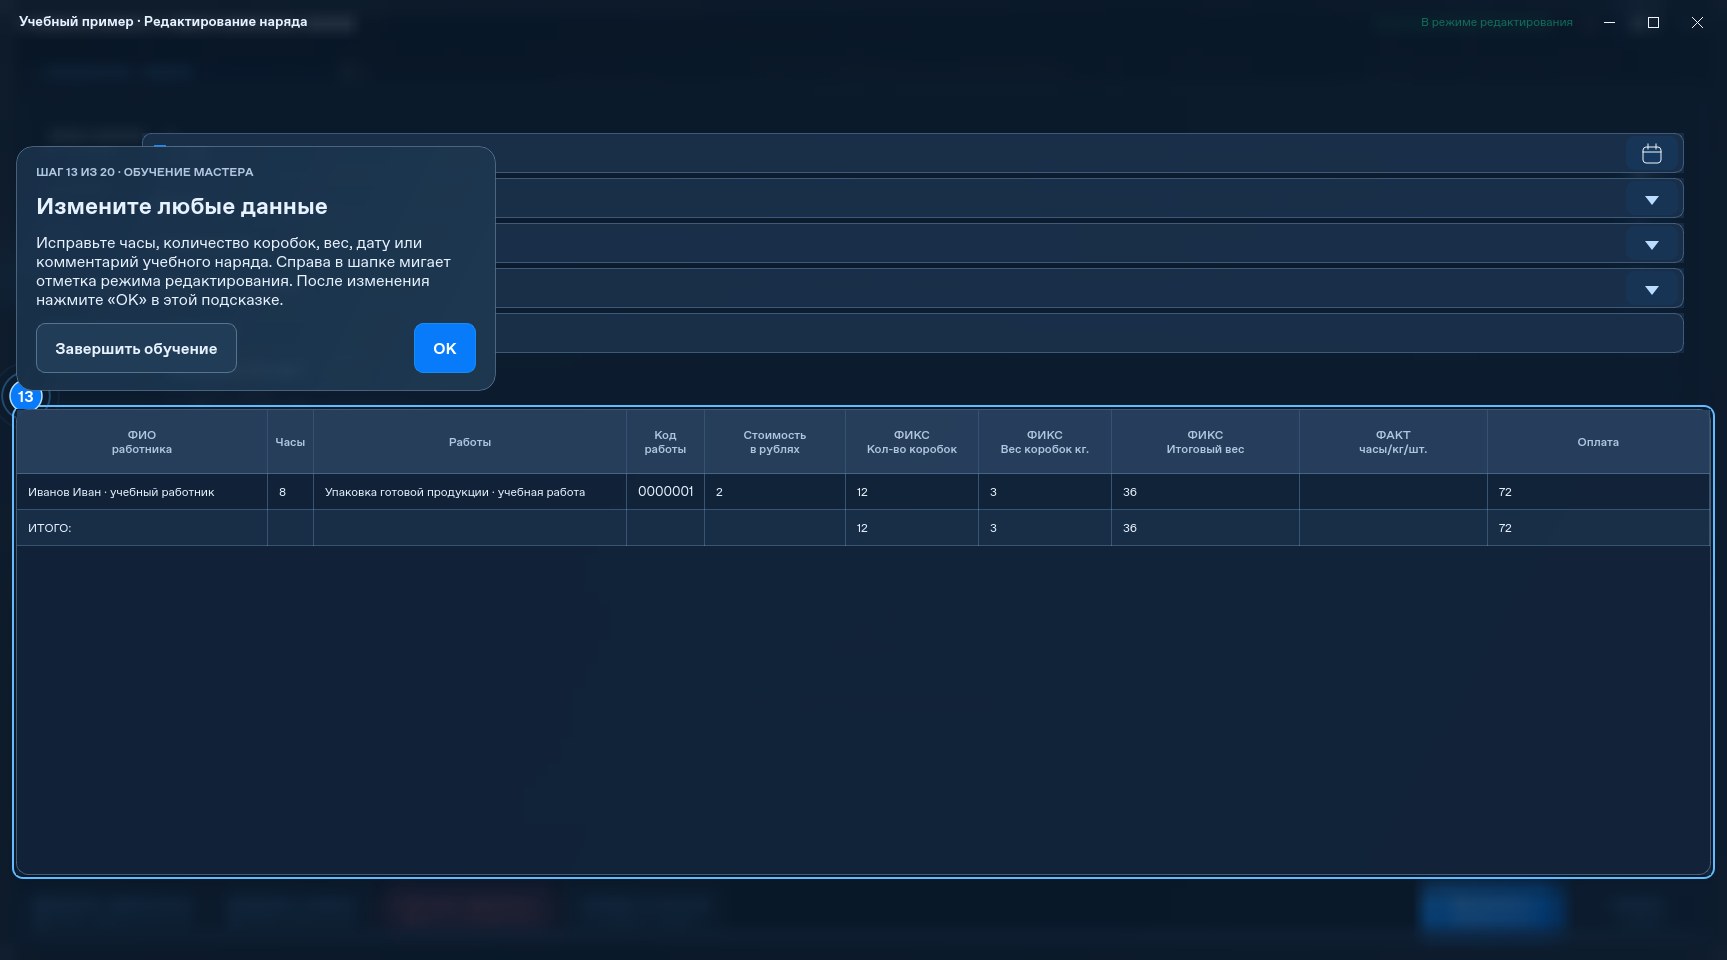 Учебный пример · Редактирование наряда
В режиме редактирования
ШАГ 13 ИЗ 20 · ОБУЧЕНИЕ МАСТЕРА
Измените любые данные
Исправьте часы, количество коробок, вес, дату или
комментарий учебного наряда. Справа в шапке мигает
отметка режима редактирования. После изменения
нажмите «ОК» в этой подсказке.
Завершить обучение
ОК
13
ФИО
работника
Часы
Работы
Код
работы
Стоимость
в рублях
ФИКС
Кол-во коробок
ФИКС
Вес коробок кг.
ФИКС
Итоговый вес
ФАКТ
часы/кг/шт.
Оплата
Иванов Иван · учебный работник 8 Упаковка готовой продукции · учебная работа 0000001 2 12 3 36 72
ИТОГО: 12 3 36 72